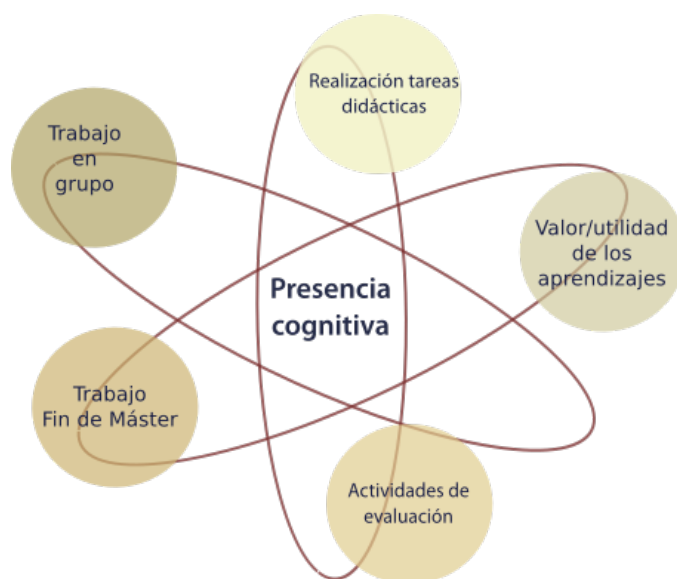 Realización tareas
didácticas
Trabajo
en
grupo
Valor/utilidad
de los
aprendizajes
Presencia
cognitiva
Trabajo
Fin de Máster
Actividades de
evaluación